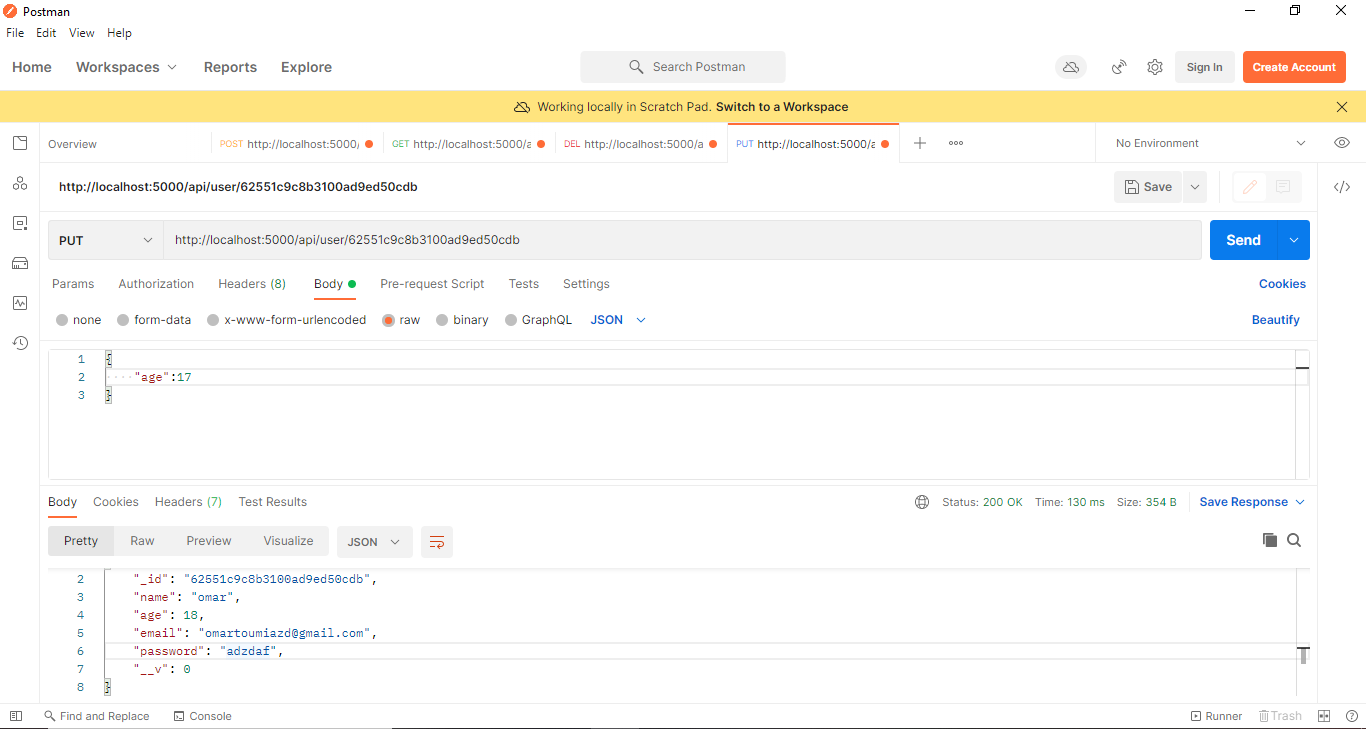 Postman
File Edit View Help
Home Workspaces Reports Explore Search Postman Sign In Create Account
Working locally in Scratch Pad. Switch to a Workspace
Overview POST http://localhost:5000/ GET http://localhost:5000/a DEL http://localhost:5000/a PUT http://localhost:5000/a No Environment
http://localhost:5000/api/user/62551c9c8b3100ad9ed50cdb Save
PUT http://localhost:5000/api/user/62551c9c8b3100ad9ed50cdb Send
Params Authorization Headers (8) Body Pre-request Script Tests Settings Cookies
none form-data x-www-form-urlencoded raw binary GraphQL JSON Beautify
1 {
2 "age":17
3 }
Body Cookies Headers (7) Test Results Status: 200 OK Time: 130 ms Size: 354 B Save Response
Pretty Raw Preview Visualize JSON
2 "_id": "62551c9c8b3100ad9ed50cdb",
3 "name": "omar",
4 "age": 18,
5 "email": "omartoumiazd@gmail.com",
6 "password": "adzdaf",
7 "__v": 0
8 }
Find and Replace Console Runner Trash